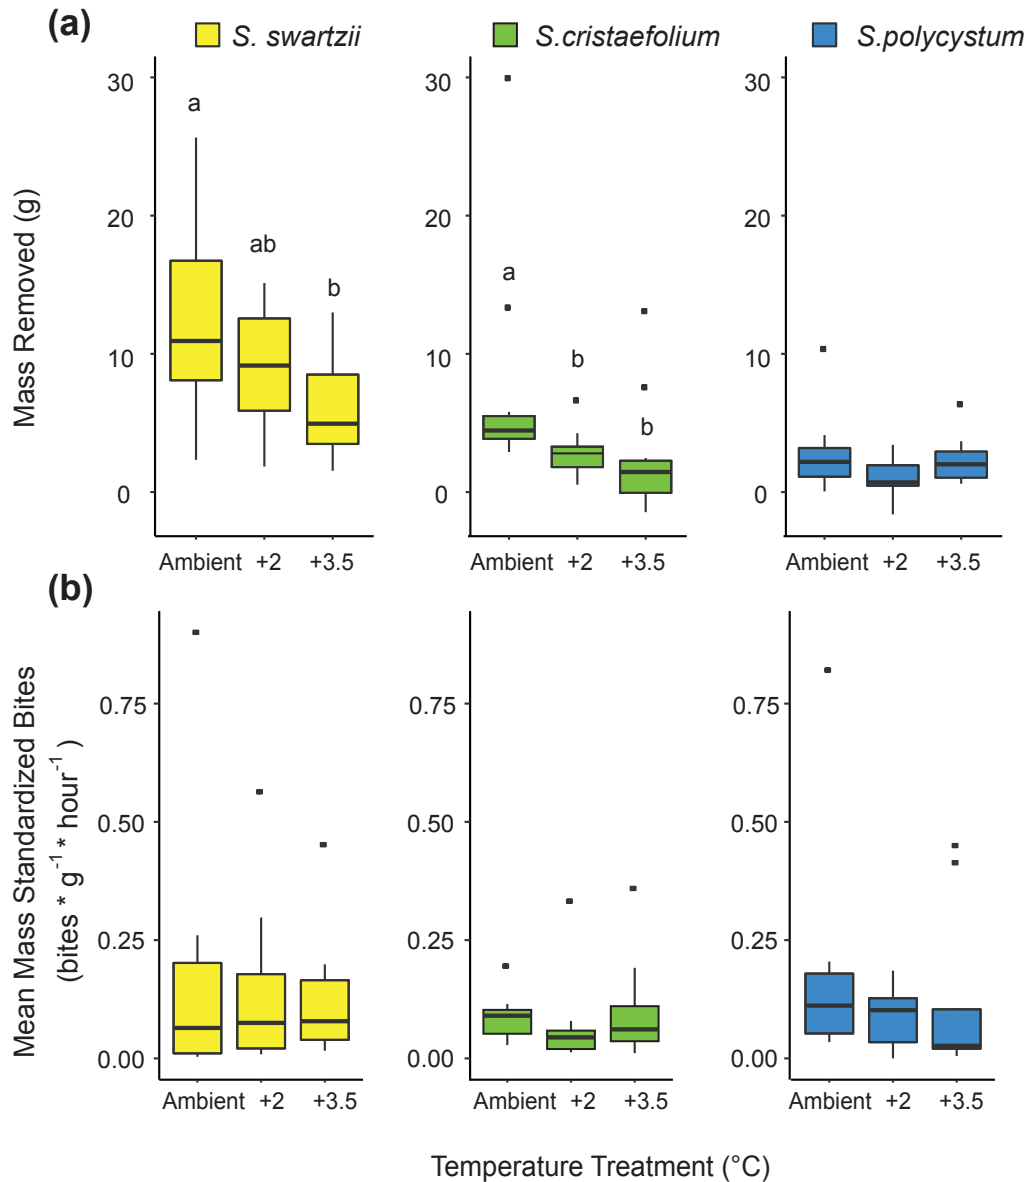 (a)
S. swartzii
S.cristaefolium
S.polycystum
Mass Removed (g)
30
20
10
0
a
ab
b
Ambient +2 +3.5
30
20
10
0
a
b
b
Ambient +2 +3.5
30
20
10
0
Ambient +2 +3.5
(b)
Mean Mass Standardized Bites
(bites * g⁻¹ * hour⁻¹ )
0.75
0.50
0.25
0.00
Ambient +2 +3.5
0.75
0.50
0.25
0.00
Ambient +2 +3.5
0.75
0.50
0.25
0.00
Ambient +2 +3.5
Temperature Treatment (°C)